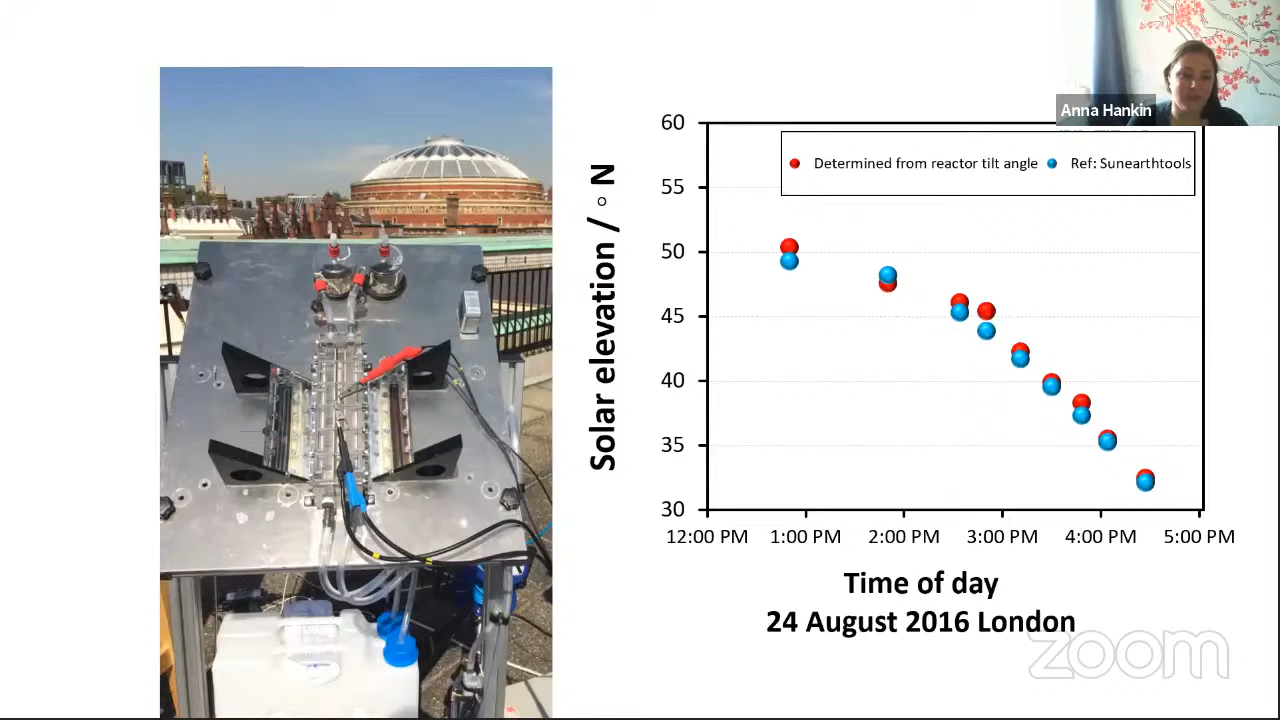 Anna Hankin
Determined from reactor tilt angle
Ref: Sunearthtools
Solar elevation / ° N
60
55
50
45
40
35
30
12:00 PM
1:00 PM
2:00 PM
3:00 PM
4:00 PM
5:00 PM
Time of day
24 August 2016 London
zoom